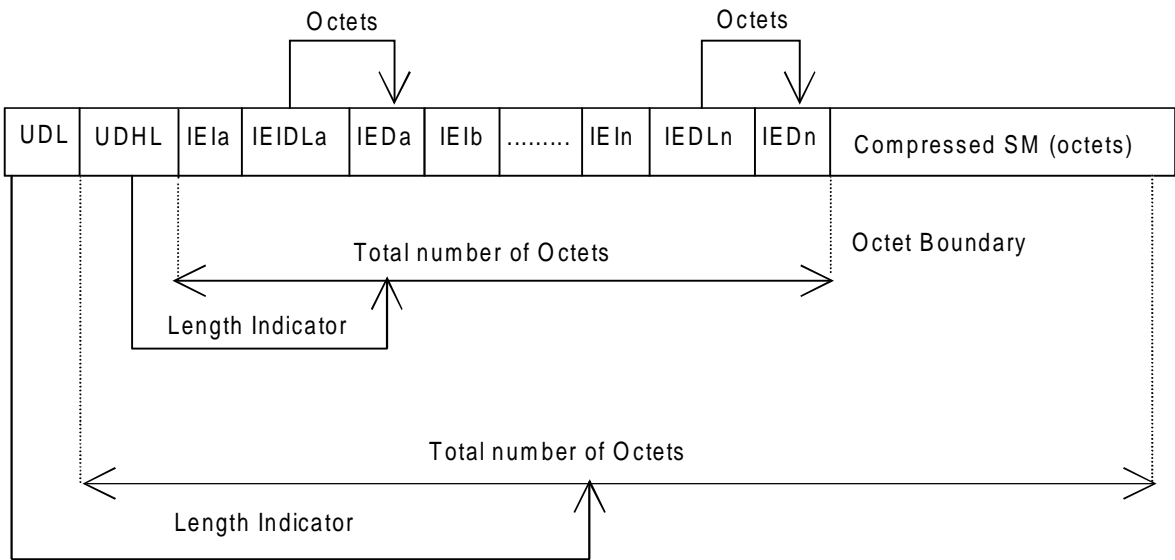 Octets Octets
UDL UDHL IEIa IEIDLa IEDa IEIb ......... IEIn IEDLn IEDn Compressed SM (octets)
Total number of Octets Octet Boundary
Length Indicator
Total number of Octets
Length Indicator